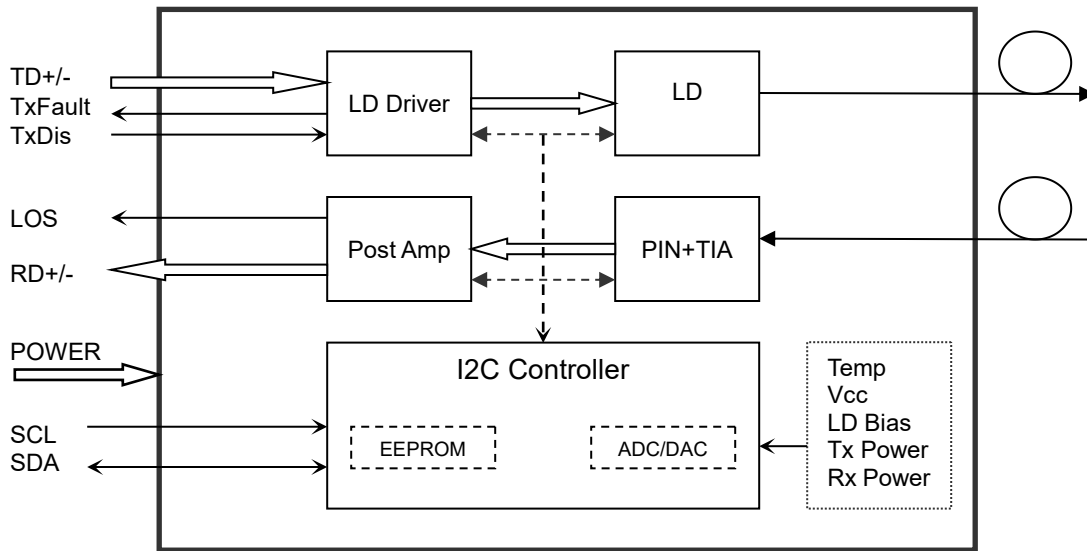 TD+/-
TxFault
TxDis
LD Driver
LD
LOS
RD+/-
Post Amp
PIN+TIA
POWER
SCL
SDA
I2C Controller
EEPROM
ADC/DAC
Temp
Vcc
LD Bias
Tx Power
Rx Power